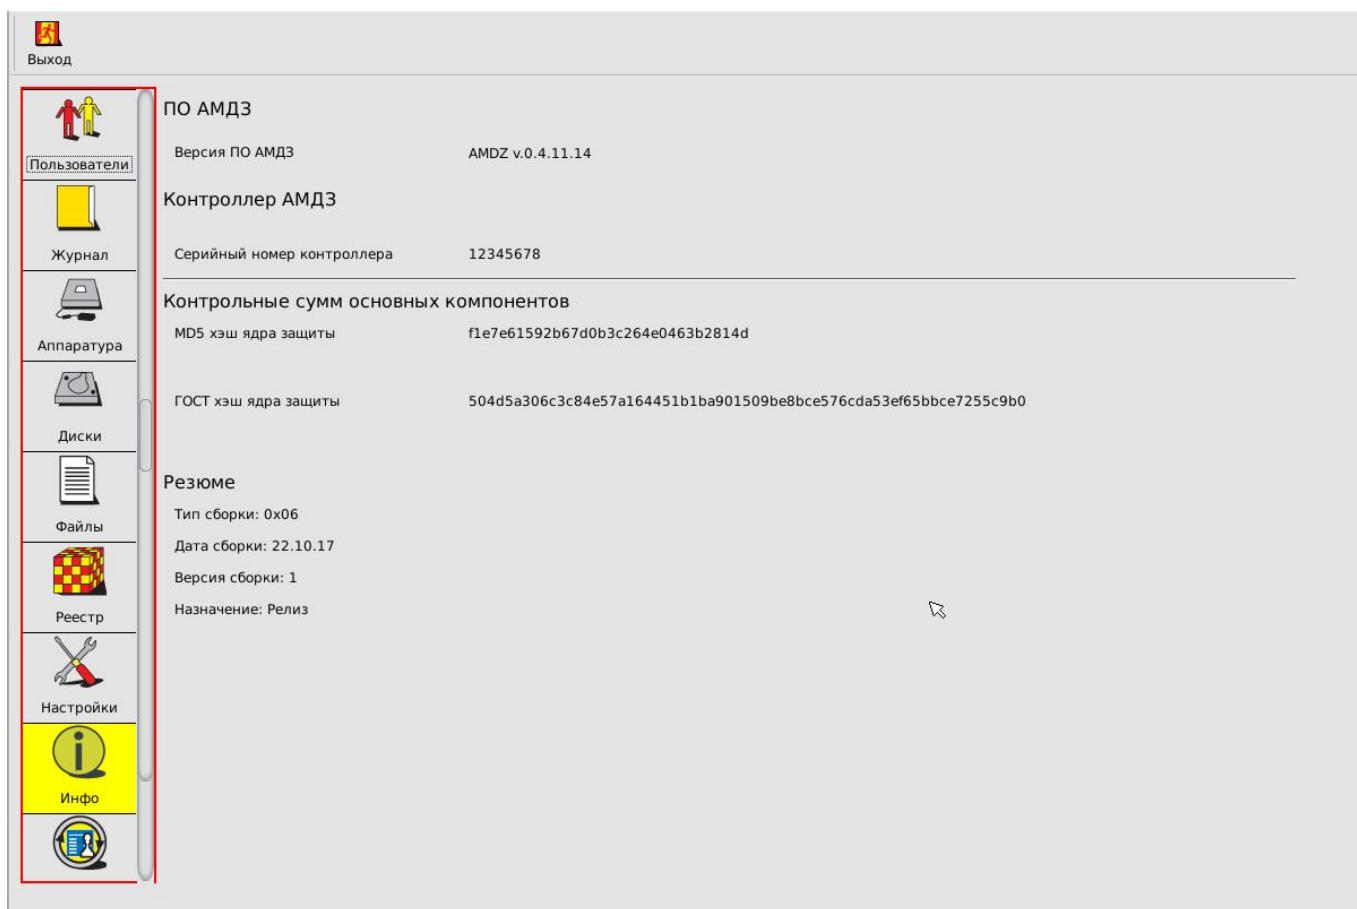 Выход
Пользователи
Журнал
Аппаратура
Диски
Файлы
Реестр
Настройки
Инфо
ПО АМДЗ
Версия ПО АМДЗ AMDZ v.0.4.11.14
Контроллер АМДЗ
Серийный номер контроллера 12345678
Контрольные сумм основных компонентов
MD5 хэш ядра защиты f1e7e61592b67d0b3c264e0463b2814d
ГОСТ хэш ядра защиты 504d5a306c3c84e57a164451b1ba901509be8bce576cda53ef65bbce7255c9b0
Резюме
Тип сборки: 0x06
Дата сборки: 22.10.17
Версия сборки: 1
Назначение: Релиз